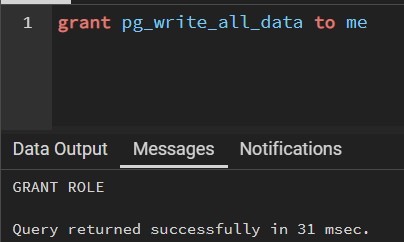 1 grant pg_write_all_data to me
Data Output Messages Notifications
GRANT ROLE
Query returned successfully in 31 msec.